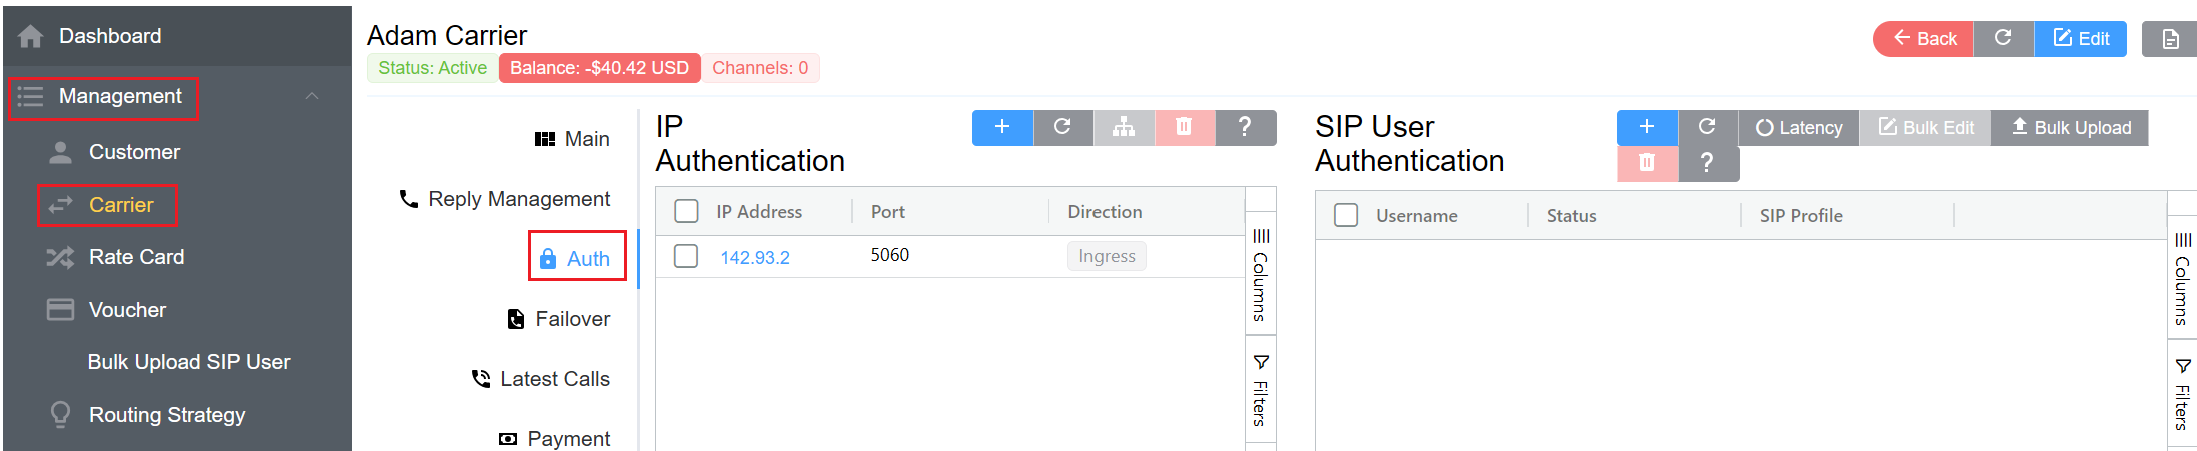 Dashboard
Management
Customer
Carrier
Rate Card
Voucher
Bulk Upload SIP User
Routing Strategy
Adam Carrier
Status: Active
Balance: -$40.42 USD
Channels: 0
Back
Edit
Main
Reply Management
Auth
Failover
Latest Calls
Payment
IP
Authentication
?
IP Address Port Direction
142.93.2 5060 Ingress
Columns
Filters
SIP User
Authentication
Latency Bulk Edit Bulk Upload
?
Username Status SIP Profile
Columns
Filters